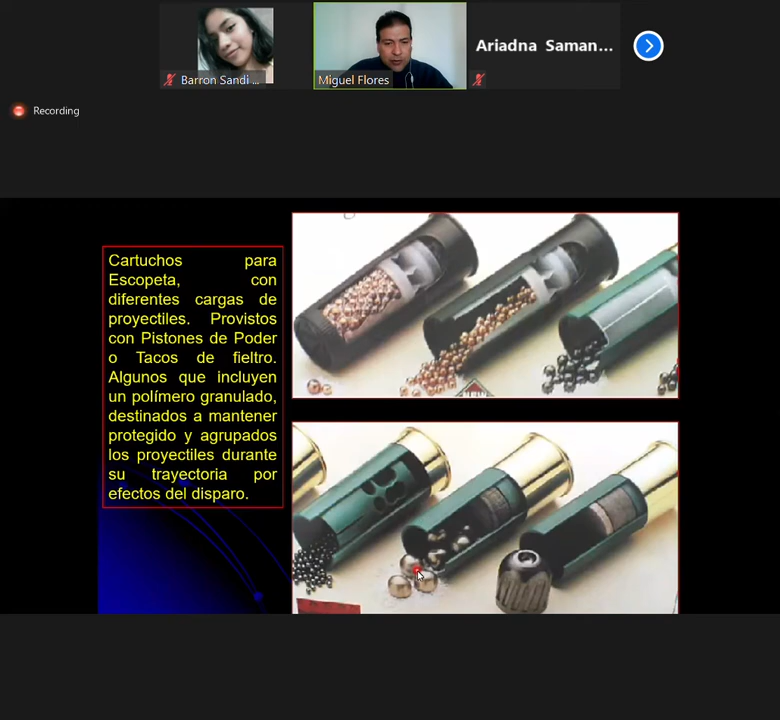 Barron Sandi ...
Miguel Flores
Ariadna Saman...
Recording
Cartuchos para
Escopeta, con
diferentes cargas de
proyectiles. Provistos
con Pistones de Poder
o Tacos de fieltro.
Algunos que incluyen
un polímero granulado,
destinados a mantener
protegido y agrupados
los proyectiles durante
su trayectoria por
efectos del disparo.